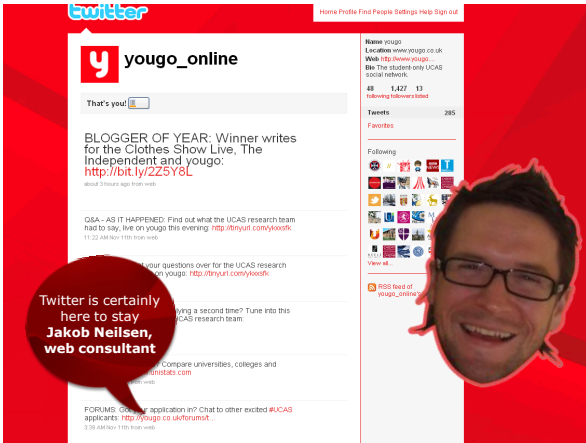 twitter
Home Profile Find People Settings Help Sign out
y yougo_online
That's you!
BLOGGER OF YEAR: Winner writes
for the Clothes Show Live, The
Independent and yougo:
http://bit.ly/2Z5Y8L
about 3 hours ago from web
Q&A - AS IT HAPPENED: Find out what the UCAS research team
had to say, live on yougo this evening: http://tinyurl.com/ykxxsfk
11:22 AM Nov 11th from web
your questions over for the UCAS research
on yougo: http://tinyurl.com/ykxxsfk
lying a second time? Tune into this
UCAS research team
Compare universities, colleges and
unistats.com
from web
FORUMS: Got your application in? Chat to other excited #UCAS
applicants: http://yougo.co.uk/forums/t...
3:38 AM Nov 11th from web
Name yougo
Location www.yougo.co.uk
Web http://www.yougo....
Bio The student-only UCAS
social network.
48 1,427 13
following followers listed
Tweets 285
Favorites
Following
View all...
RSS feed of
yougo_online's
Twitter is certainly
here to stay
Jakob Neilsen,
web consultant